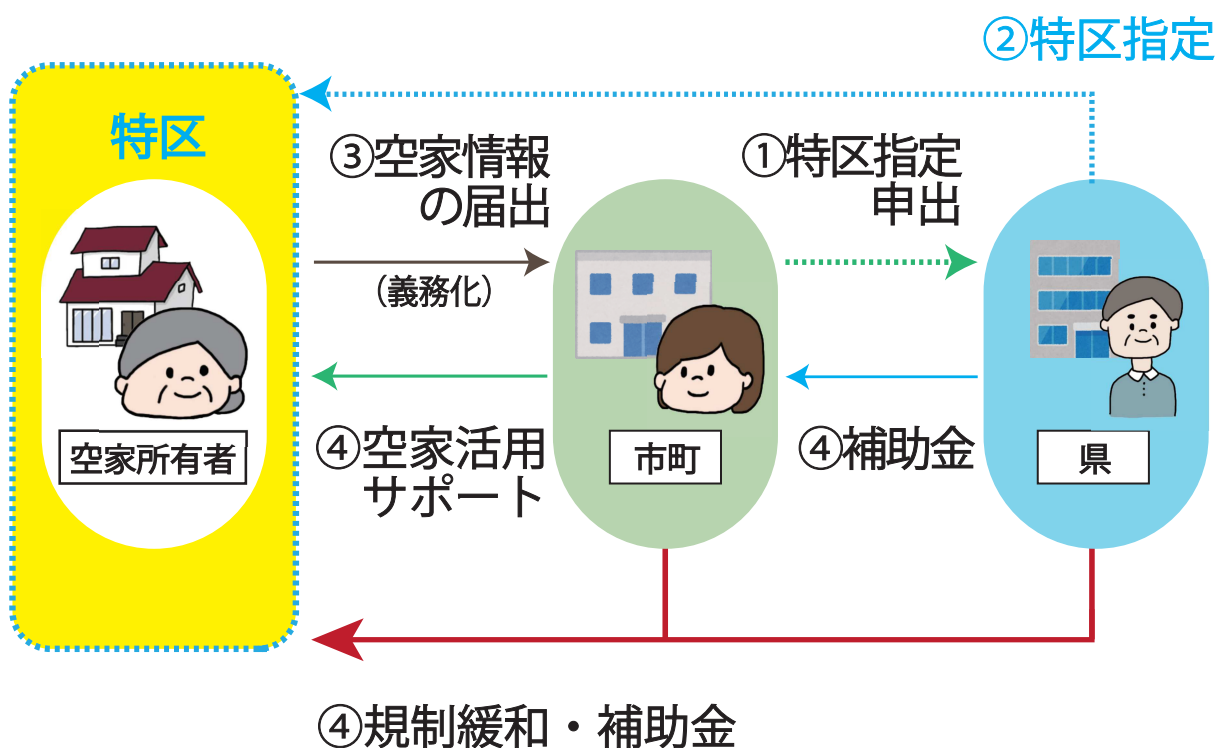 ②特区指定
特区
③空家情報
の届出
(義務化)
①特区指定
申出
④空家活用
サポート
④補助金
空家所有者
市町
県
④規制緩和・補助金